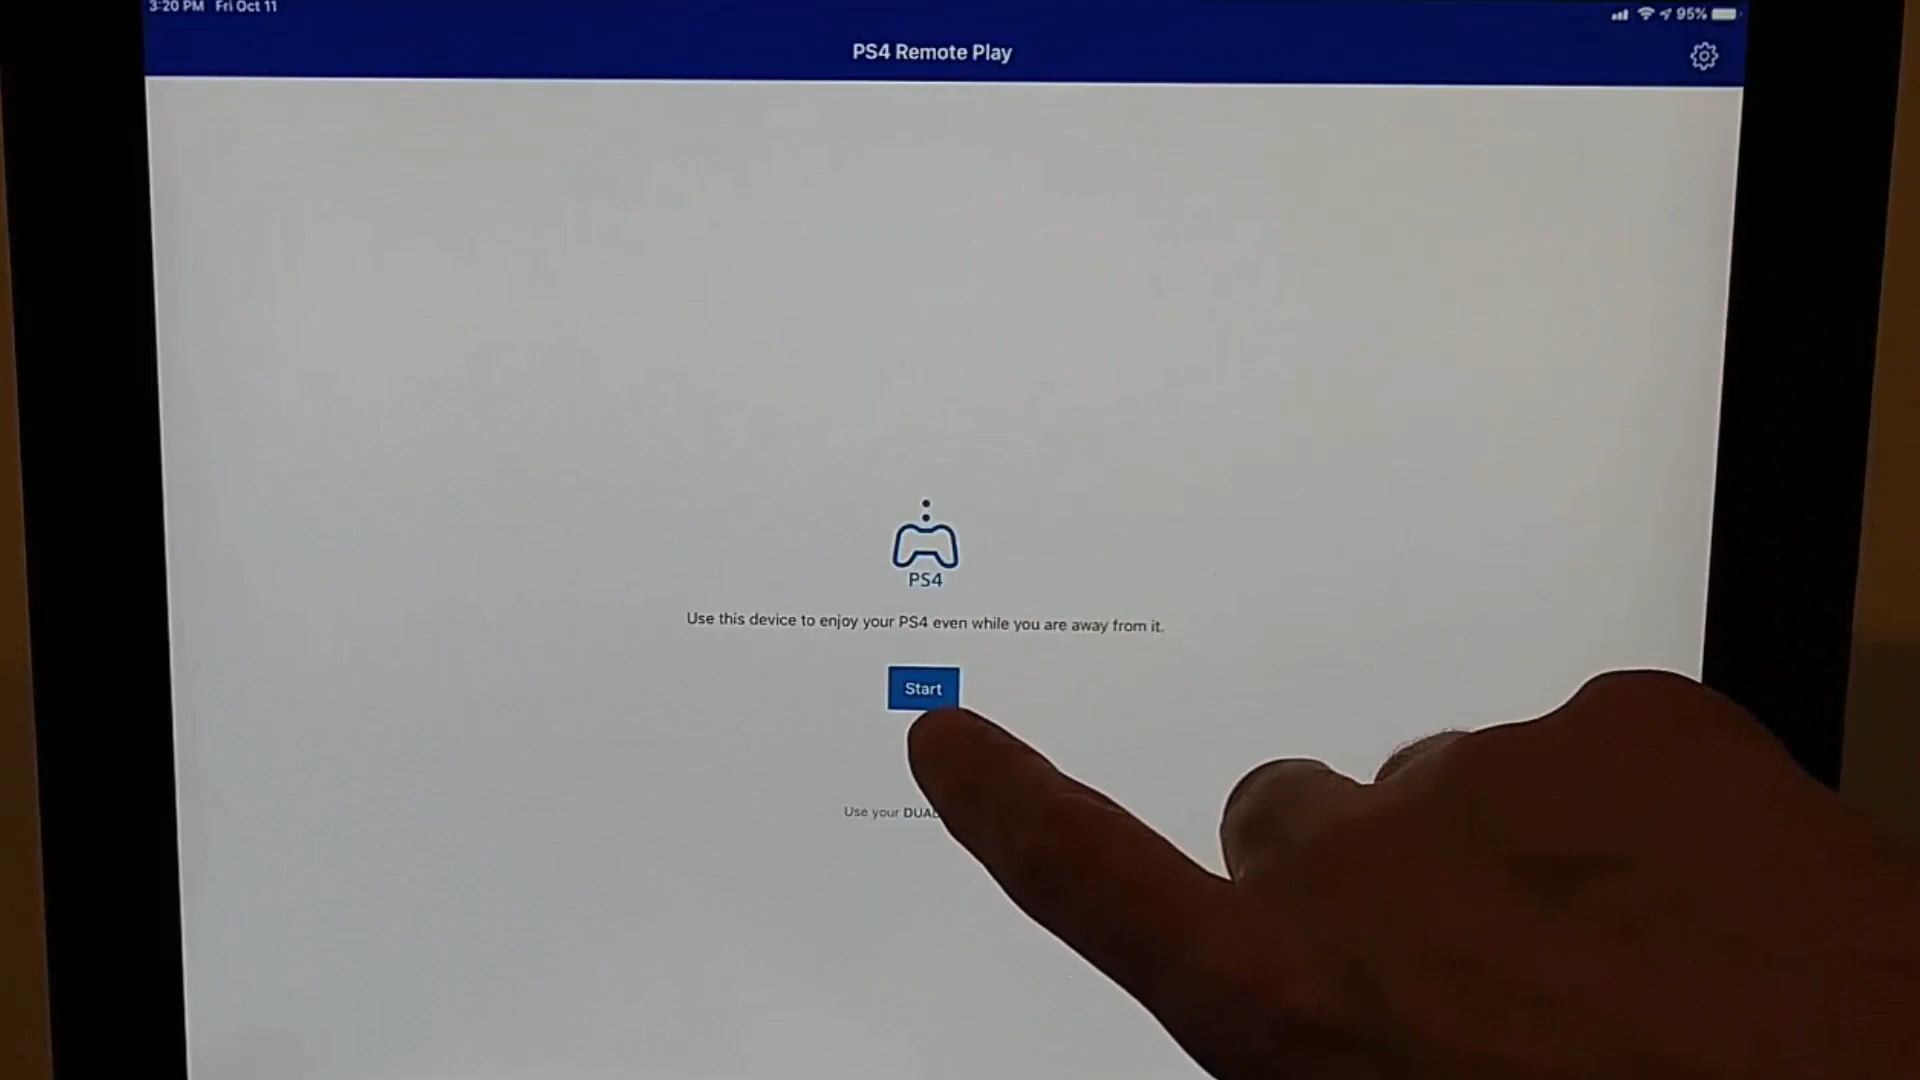 3:20 PM Fri Oct 11
95%
PS4 Remote Play
PS4
Use this device to enjoy your PS4 even while you are away from it.
Start
Use your